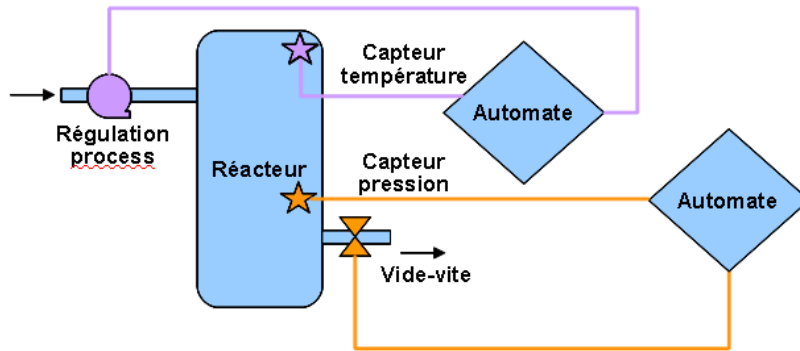 Capteur
température
Automate
Régulation
process
Réacteur
Capteur
pression
Automate
Vide-vite